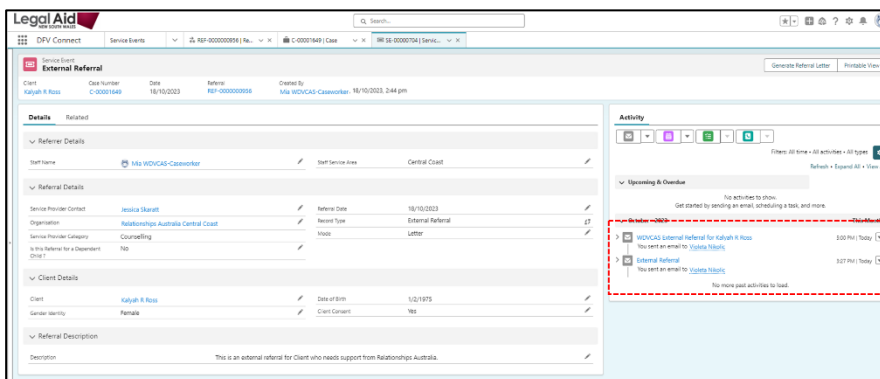 Legal Aid
NEW SOUTH WALES
Search...
DFV Connect
Service Events
REF-0000000956 | Re...
C-00001649 | Case
SE-00000704 | Servic...
Service Event
External Referral
Generate Referral Letter
Printable View
Client
Case Number
Date
Referral
Created By
Kalyah R Ross
C-00001649
18/10/2023
REF-0000000956
Mia WDVCAS-Caseworker, 18/10/2023, 2:44 pm
Details
Related
Referrer Details
Staff Name
Mia WDVCAS-Caseworker
Staff Service Area
Central Coast
Referral Details
Service Provider Contact
Jessica Skaratt
Referral Date
18/10/2023
Organisation
Relationships Australia Central Coast
Record Type
External Referral
Service Provider Category
Counselling
Mode
Letter
Is this Referral for a Dependent
Child ?
No
Client Details
Client
Kalyah R Ross
Date of Birth
1/2/1975
Gender Identity
Female
Client Consent
Yes
Referral Description
Description
This is an external referral for Client who needs support from Relationships Australia.
Activity
Filters: All time • All activities • All types
Refresh • Expand All • View
Upcoming & Overdue
No activities to show.
Get started by sending an email, scheduling a task, and more.
October • 2023
This Month
WDVCAS External Referral for Kalyah R Ross
3:00 PM | Today
You sent an email to Violeta Nikolic
External Referral
3:27 PM | Today
You sent an email to Violeta Nikolic
No more past activities to load.